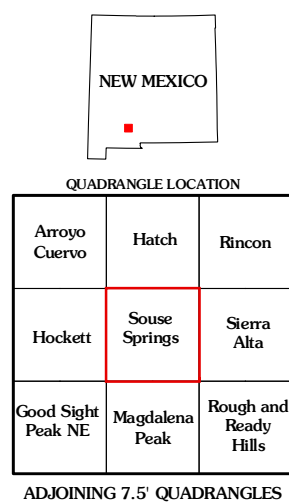 NEW MEXICO
QUADRANGLE LOCATION
Arroyo
Cuervo
Hatch
Rincon
Hockett
Souse
Springs
Sierra
Alta
Good Sight
Peak NE
Magdalena
Peak
Rough and
Ready
Hills
ADJOINING 7.5' QUADRANGLES